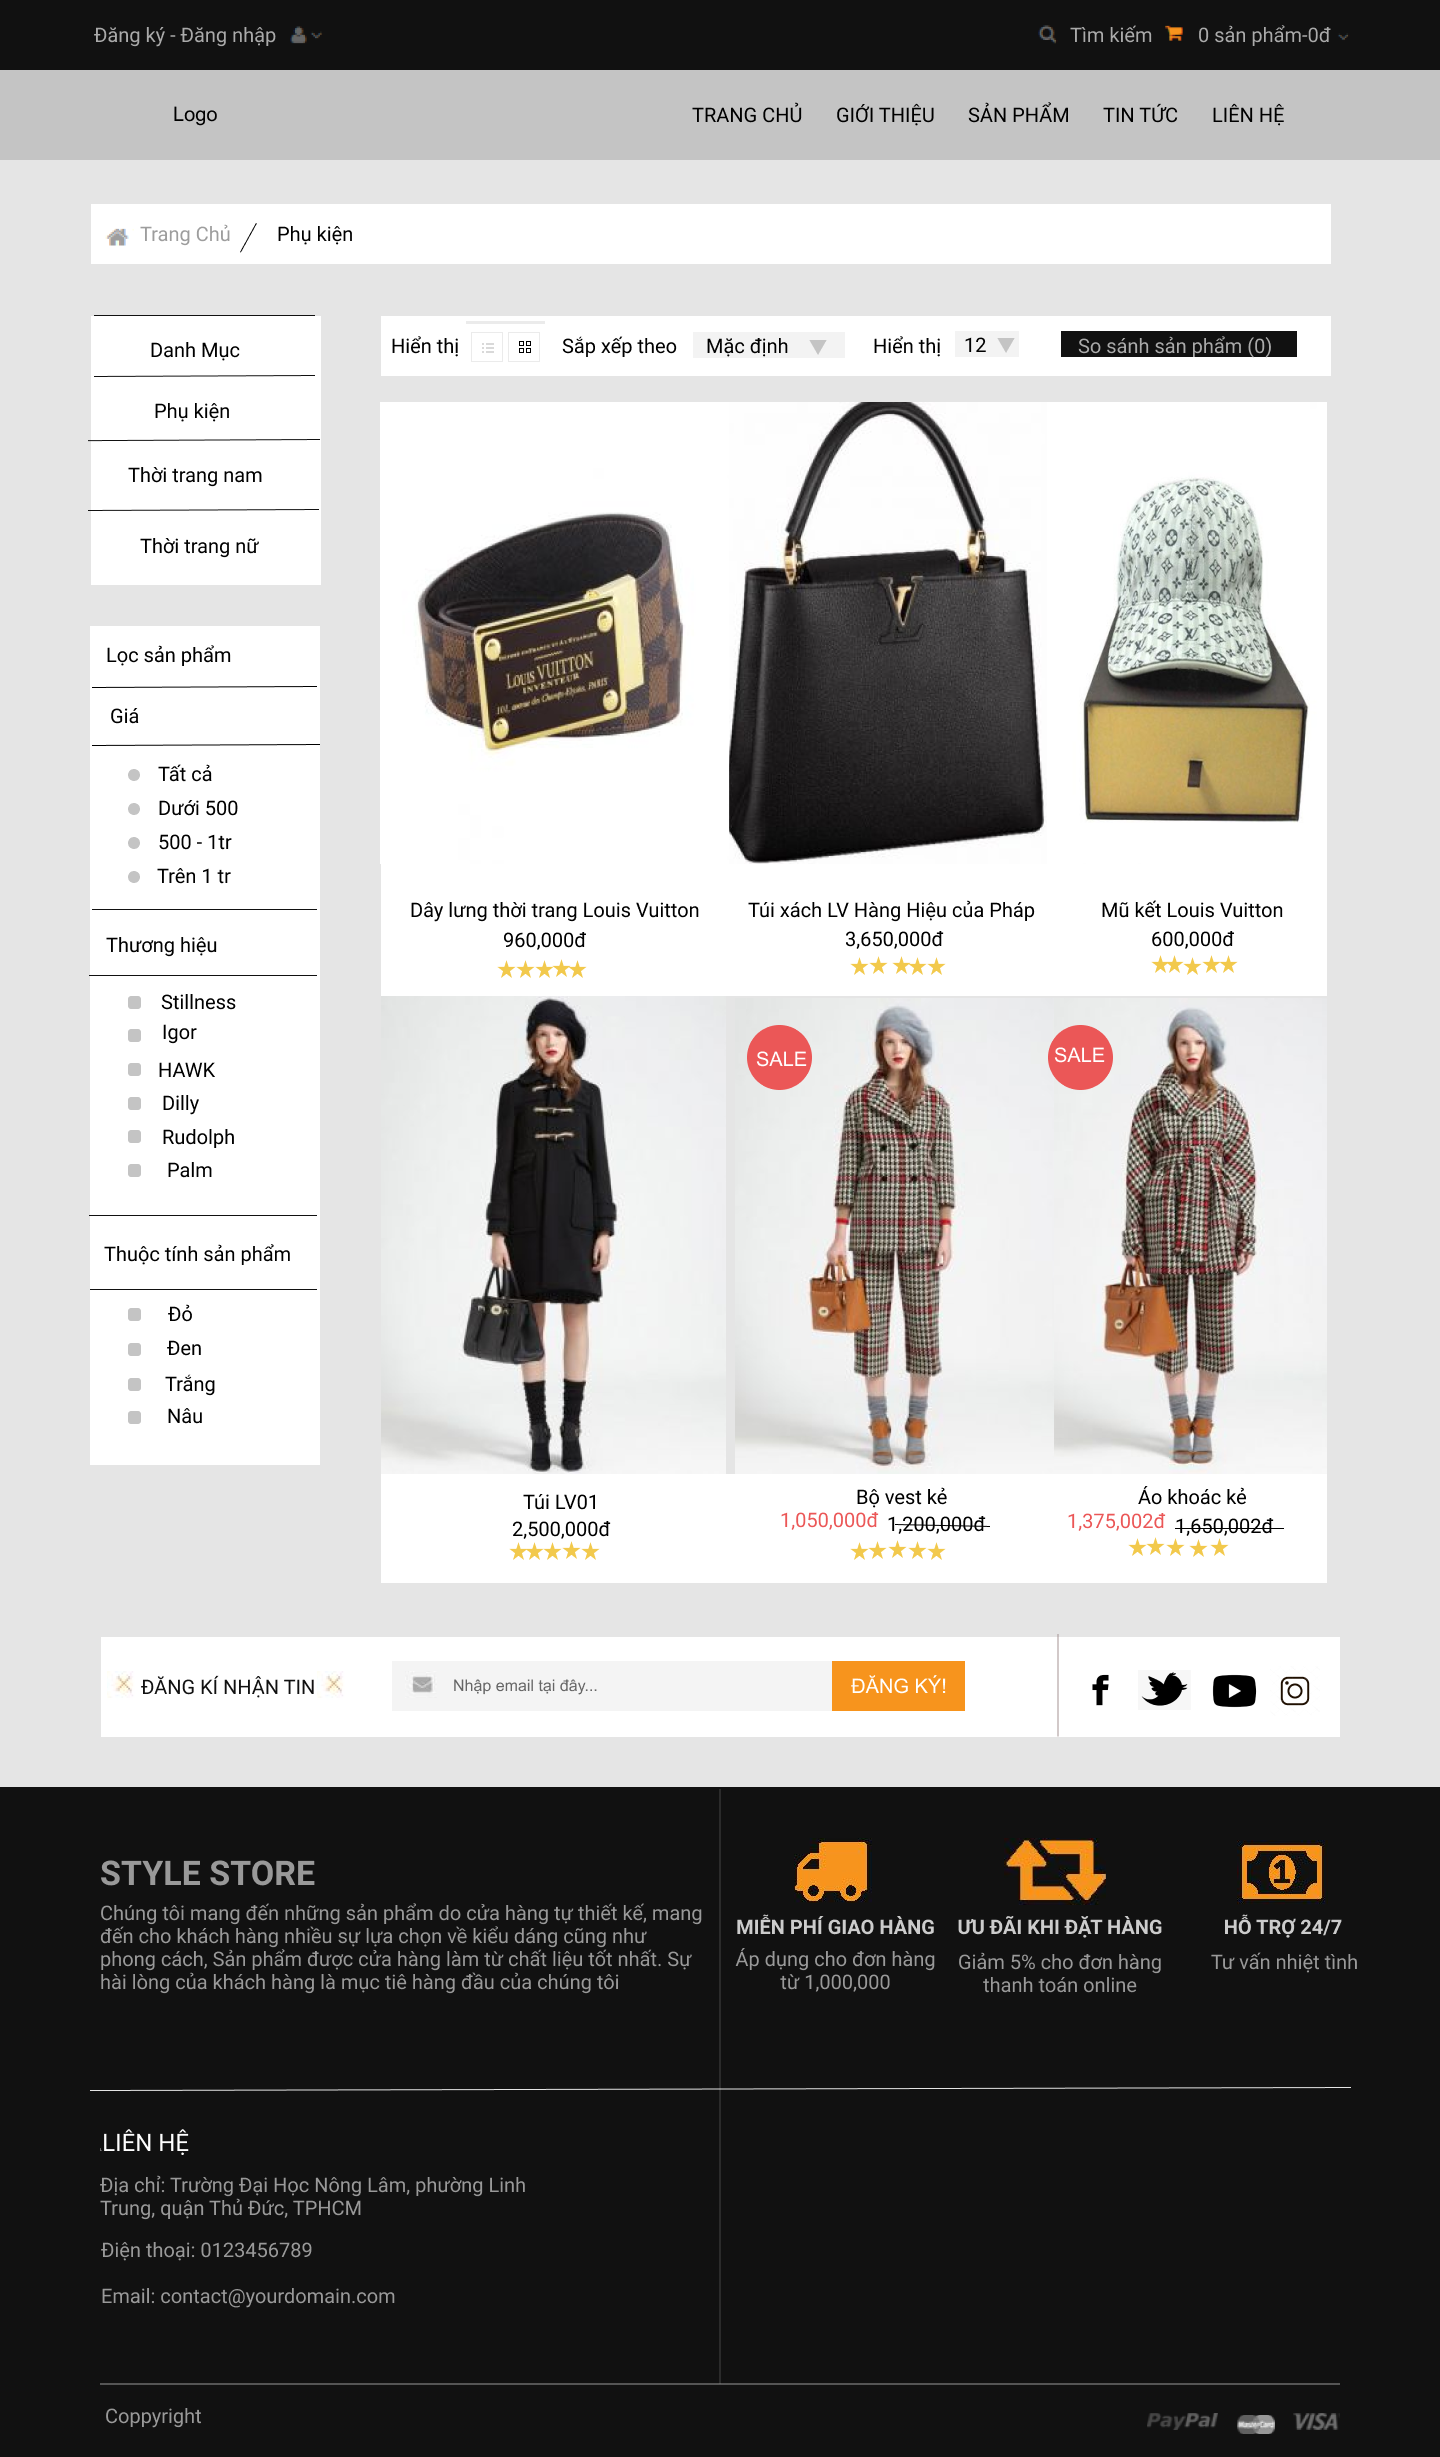 Đăng ký - Đăng nhập
Tìm kiếm
0 sản phẩm-0đ
Logo
TRANG CHỦ
GIỚI THIỆU
SẢN PHẨM
TIN TỨC
LIÊN HỆ
Trang Chủ
Phụ kiện
Danh Mục
Phụ kiện
Thời trang nam
Thời trang nữ
Lọc sản phẩm
Giá
Tất cả
Dưới 500
500 - 1tr
Trên 1 tr
Thương hiệu
Stillness
Igor
HAWK
Dilly
Rudolph
Palm
Thuộc tính sản phẩm
Đỏ
Đen
Trắng
Nâu
Hiển thị
Sắp xếp theo
Mặc định
Hiển thị
12
So sánh sản phẩm (0)
LOUIS VUITTON
INVENTEUR
101, avenue des Champs-Elysées, PARIS
Dây lưng thời trang Louis Vuitton
960,000đ
Túi xách LV Hàng Hiệu của Pháp
3,650,000đ
Mũ kết Louis Vuitton
600,000đ
SALE
SALE
Túi LV01
2,500,000đ
Bộ vest kẻ
1,050,000đ 1,200,000đ
Áo khoác kẻ
1,375,002đ 1,650,002đ
ĐĂNG KÍ NHẬN TIN
Nhập email tại đây...
ĐĂNG KÝ!
STYLE STORE
Chúng tôi mang đến những sản phẩm do cửa hàng tự thiết kế, mang
đến cho khách hàng nhiều sự lựa chọn về kiểu dáng cũng như
phong cách, Sản phẩm được cửa hàng làm từ chất liệu tốt nhất. Sự
hài lòng của khách hàng là mục tiê hàng đầu của chúng tôi
MIỄN PHÍ GIAO HÀNG
Áp dụng cho đơn hàng
từ 1,000,000
ƯU ĐÃI KHI ĐẶT HÀNG
Giảm 5% cho đơn hàng
thanh toán online
1
HỖ TRỢ 24/7
Tư vấn nhiệt tình
LIÊN HỆ
Địa chỉ: Trường Đại Học Nông Lâm, phường Linh
Trung, quận Thủ Đức, TPHCM
Điện thoại: 0123456789
Email: contact@yourdomain.com
Coppyright
PayPal
MasterCard
VISA